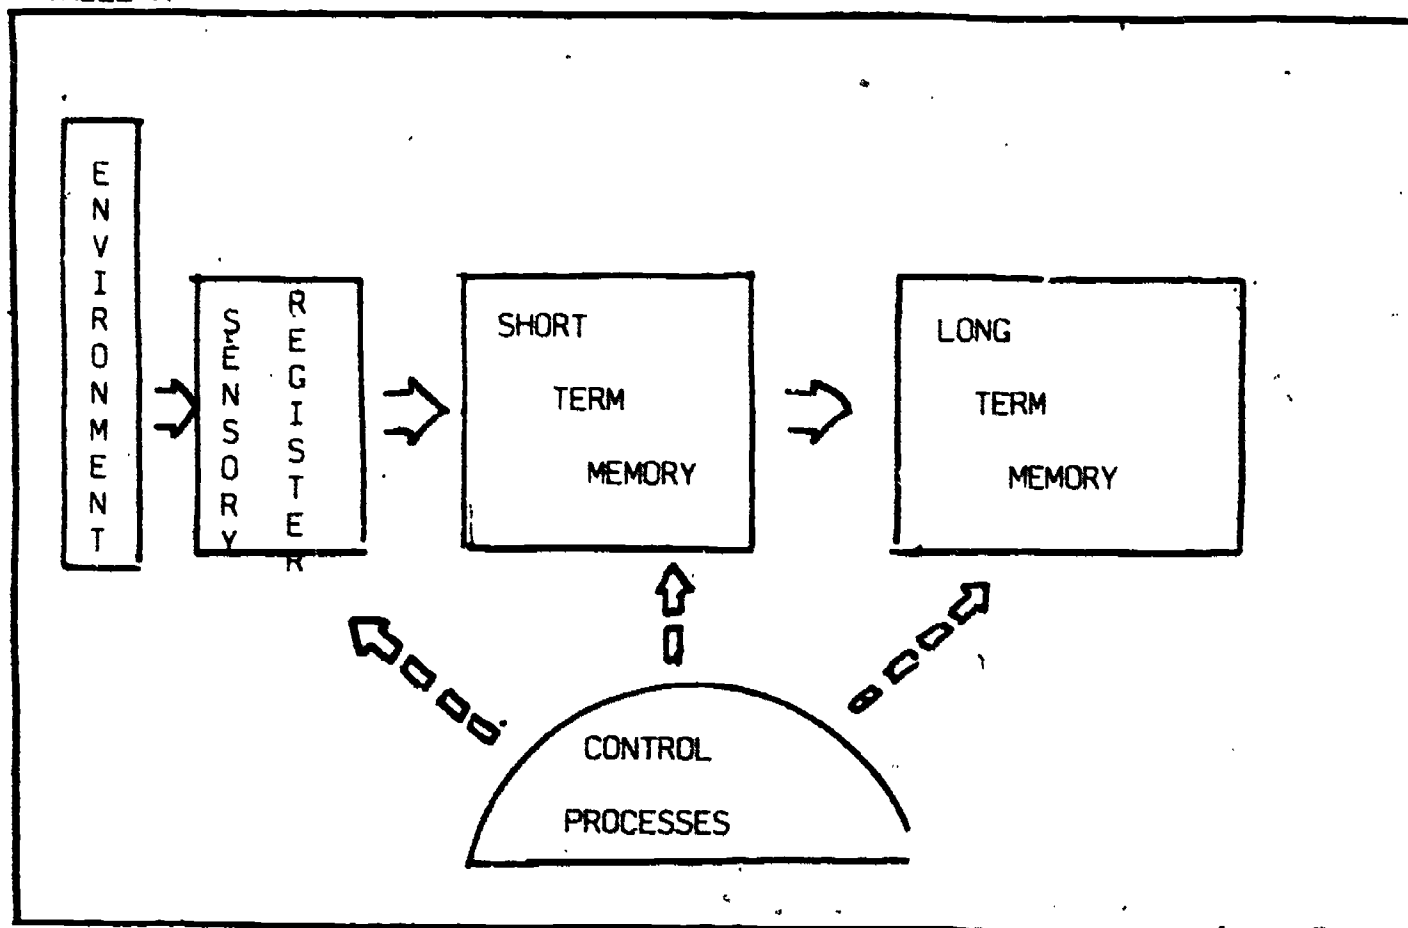 ENVIRONMENT
SENSORY
REGISTER
SHORT
TERM
MEMORY
LONG
TERM
MEMORY
CONTROL
PROCESSES